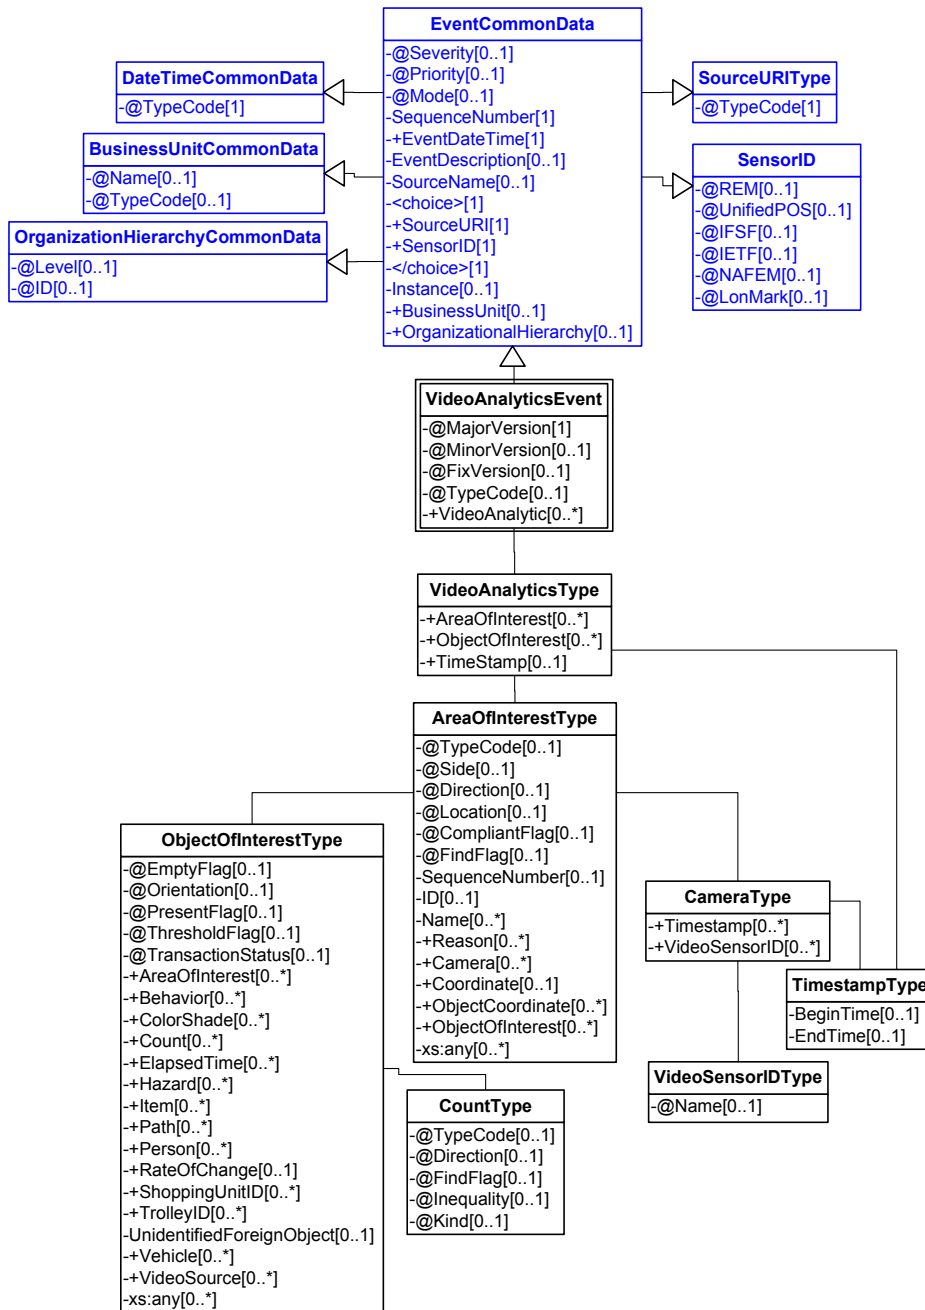 EventCommonData
-@Severity[0..1]
-@Priority[0..1]
-@Mode[0..1]
-SequenceNumber[1]
-+EventDateTime[1]
-EventDescription[0..1]
-SourceName[0..1]
-<choice>[1]
-+SourceURI[1]
-+SensorID[1]
-</choice>[1]
-Instance[0..1]
-+BusinessUnit[0..1]
-+OrganizationalHierarchy[0..1]
DateTimeCommonData
-@TypeCode[1]
BusinessUnitCommonData
-@Name[0..1]
-@TypeCode[0..1]
OrganizationHierarchyCommonData
-@Level[0..1]
-@ID[0..1]
SourceURIType
-@TypeCode[1]
SensorID
-@REM[0..1]
-@UnifiedPOS[0..1]
-@IFSF[0..1]
-@IETF[0..1]
-@NAFEM[0..1]
-@LonMark[0..1]
VideoAnalyticsEvent
-@MajorVersion[1]
-@MinorVersion[0..1]
-@FixVersion[0..1]
-@TypeCode[0..1]
-+VideoAnalytic[0..*]
VideoAnalyticsType
-+AreaOfInterest[0..*]
-+ObjectOfInterest[0..*]
-+TimeStamp[0..1]
AreaOfInterestType
-@TypeCode[0..1]
-@Side[0..1]
-@Direction[0..1]
-@Location[0..1]
-@CompliantFlag[0..1]
-@FindFlag[0..1]
-SequenceNumber[0..1]
-ID[0..1]
-Name[0..*]
-+Reason[0..*]
-+Camera[0..*]
-+Coordinate[0..1]
-+ObjectCoordinate[0..*]
-+ObjectOfInterest[0..*]
-xs:any[0..*]
ObjectOfInterestType
-@EmptyFlag[0..1]
-@Orientation[0..1]
-@PresentFlag[0..1]
-@ThresholdFlag[0..1]
-@TransactionStatus[0..1]
-+AreaOfInterest[0..*]
-+Behavior[0..*]
-+ColorShade[0..*]
-+Count[0..*]
-+ElapsedTime[0..*]
-+Hazard[0..*]
-+Item[0..*]
-+Path[0..*]
-+Person[0..*]
-+RateOfChange[0..1]
-+ShoppingUnitID[0..*]
-+TrolleyID[0..*]
-UnidentifiedForeignObject[0..1]
-+Vehicle[0..*]
-+VideoSource[0..*]
-xs:any[0..*]
CameraType
-+Timestamp[0..*]
-+VideoSensorID[0..*]
TimestampType
-BeginTime[0..1]
-EndTime[0..1]
VideoSensorIDType
-@Name[0..1]
CountType
-@TypeCode[0..1]
-@Direction[0..1]
-@FindFlag[0..1]
-@Inequality[0..1]
-@Kind[0..1]